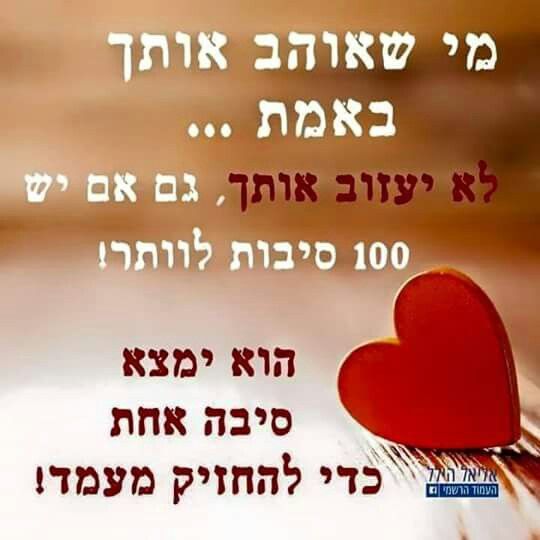 מי שאוהב אותך
באמת ...
לא יעזוב אותך, גם אם יש
100 סיבות לוותר!
הוא ימצא
סיבה אחת
כדי להחזיק מעמד!
אליאל הילל
העמוד הרשמי f